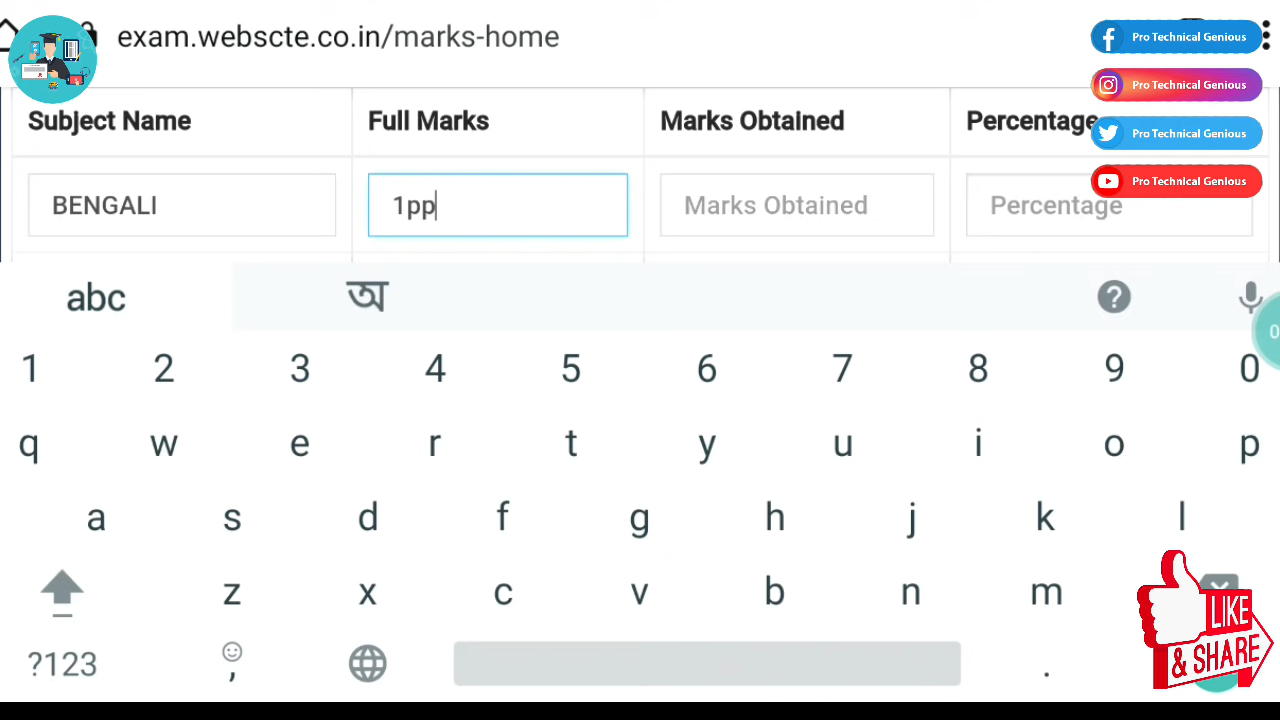 exam.webscte.co.in/marks-home
Pro Technical Genious
Pro Technical Genious
Pro Technical Genious
Pro Technical Genious
Subject Name Full Marks Marks Obtained Percentage
BENGALI 1pp Marks Obtained Percentage
abc অ ?
1 2 3 4 5 6 7 8 9 0
q w e r t y u i o p
a s d f g h j k l
z x c v b n m
?123 , .
LIKE
& SHARE
0